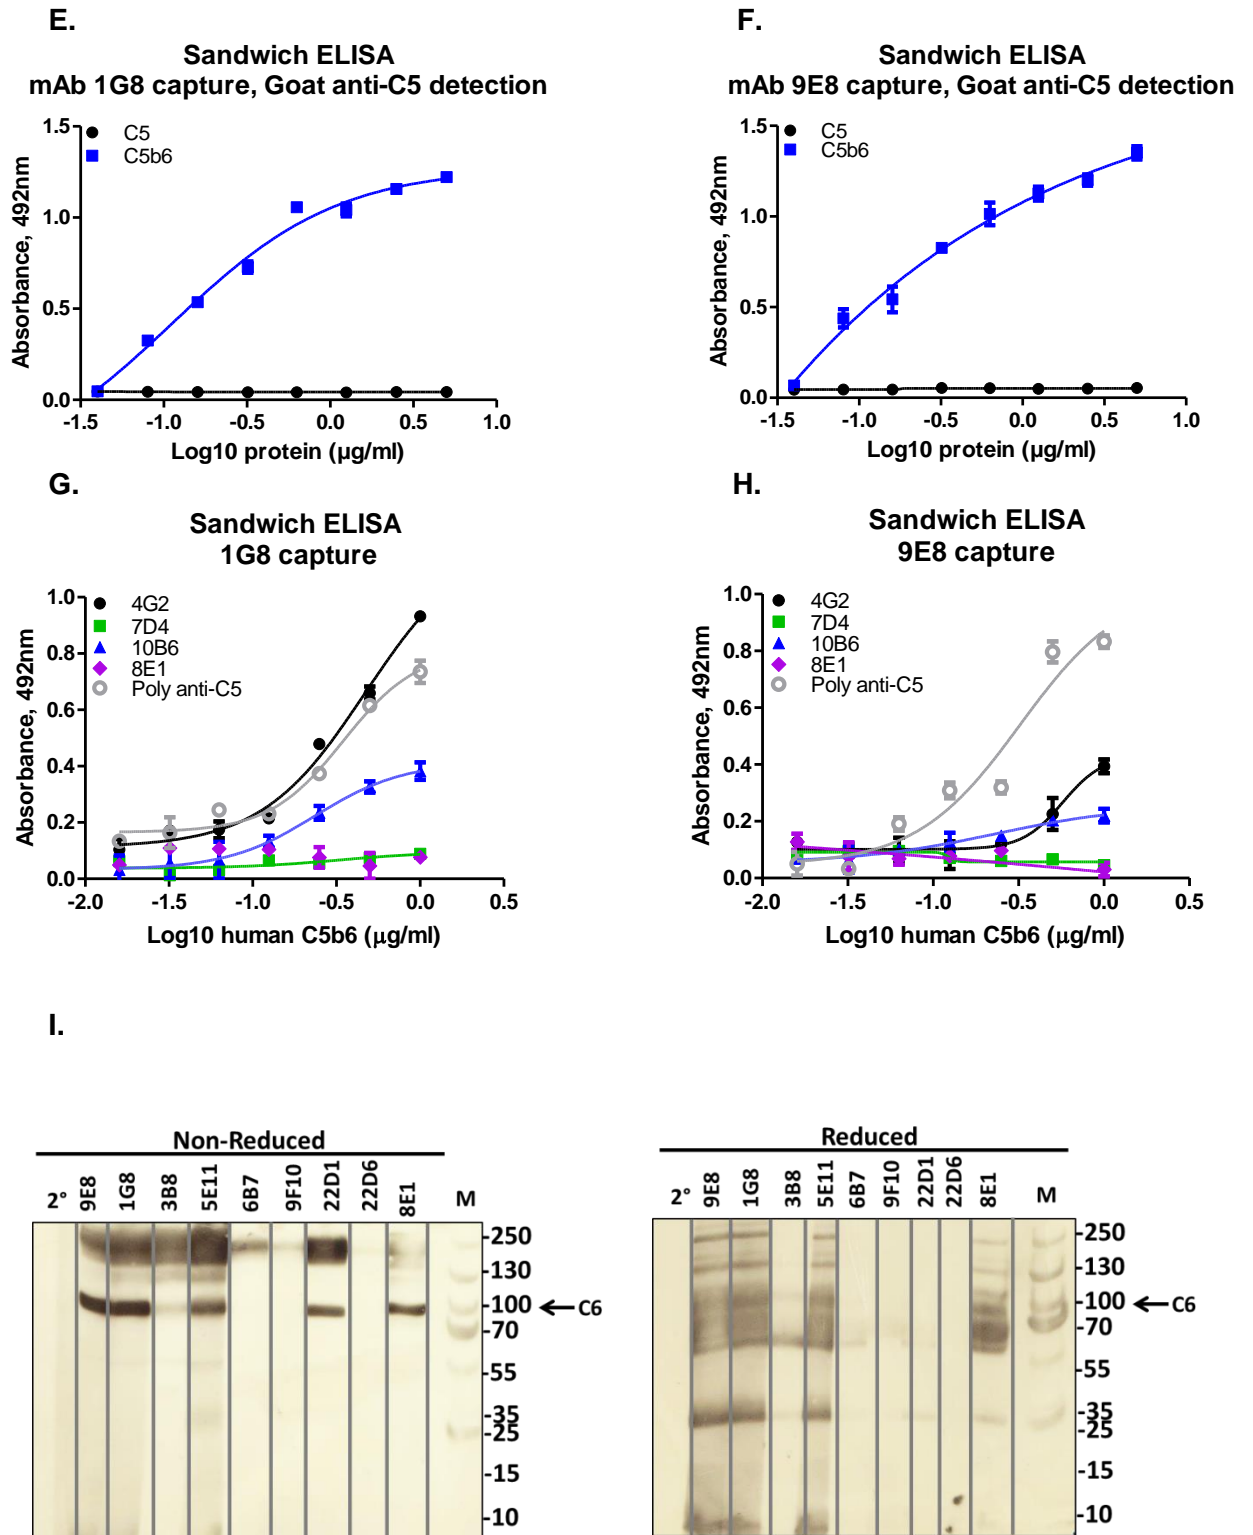 E.
Sandwich ELISA
mAb 1G8 capture, Goat anti-C5 detection
1.5
1.0
0.5
0.0
Absorbance, 492nm
C5
C5b6
-1.5 -1.0 -0.5 0.0 0.5 1.0
Log10 protein (µg/ml)
F.
Sandwich ELISA
mAb 9E8 capture, Goat anti-C5 detection
1.5
1.0
0.5
0.0
Absorbance, 492nm
C5
C5b6
-1.5 -1.0 -0.5 0.0 0.5 1.0
Log10 protein (µg/ml)
G.
Sandwich ELISA
1G8 capture
1.0
0.8
0.6
0.4
0.2
0.0
Absorbance, 492nm
4G2
7D4
10B6
8E1
Poly anti-C5
-2.0 -1.5 -1.0 -0.5 0.0 0.5
Log10 human C5b6 (µg/ml)
H.
Sandwich ELISA
9E8 capture
1.0
0.8
0.6
0.4
0.2
0.0
Absorbance, 492nm
4G2
7D4
10B6
8E1
Poly anti-C5
-2.0 -1.5 -1.0 -0.5 0.0 0.5
Log10 human C5b6 (µg/ml)
I.
Non-Reduced
2° 9E8 1G8 3B8 5E11 6B7 9F10 22D1 22D6 8E1 M
-250
-130
-100 ←C6
-70
-55
-35
-25
-15
-10
Reduced
2° 9E8 1G8 3B8 5E11 6B7 9F10 22D1 22D6 8E1 M
-250
-130
-100 ←C6
-70
-55
-35
-25
-15
-10